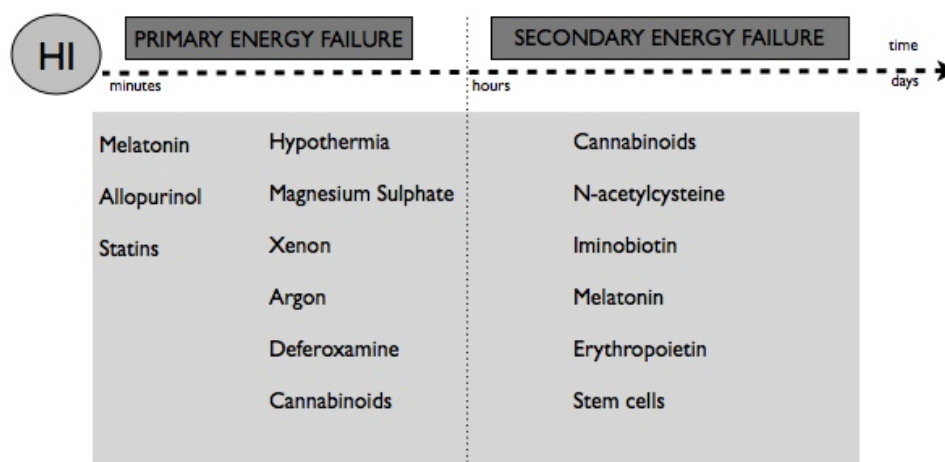 HI
PRIMARY ENERGY FAILURE
SECONDARY ENERGY FAILURE
time
minutes
hours
days
Melatonin
Hypothermia
Cannabinoids
Allopurinol
Magnesium Sulphate
N-acetylcysteine
Statins
Xenon
Iminobiotin
Argon
Melatonin
Deferoxamine
Erythropoietin
Cannabinoids
Stem cells